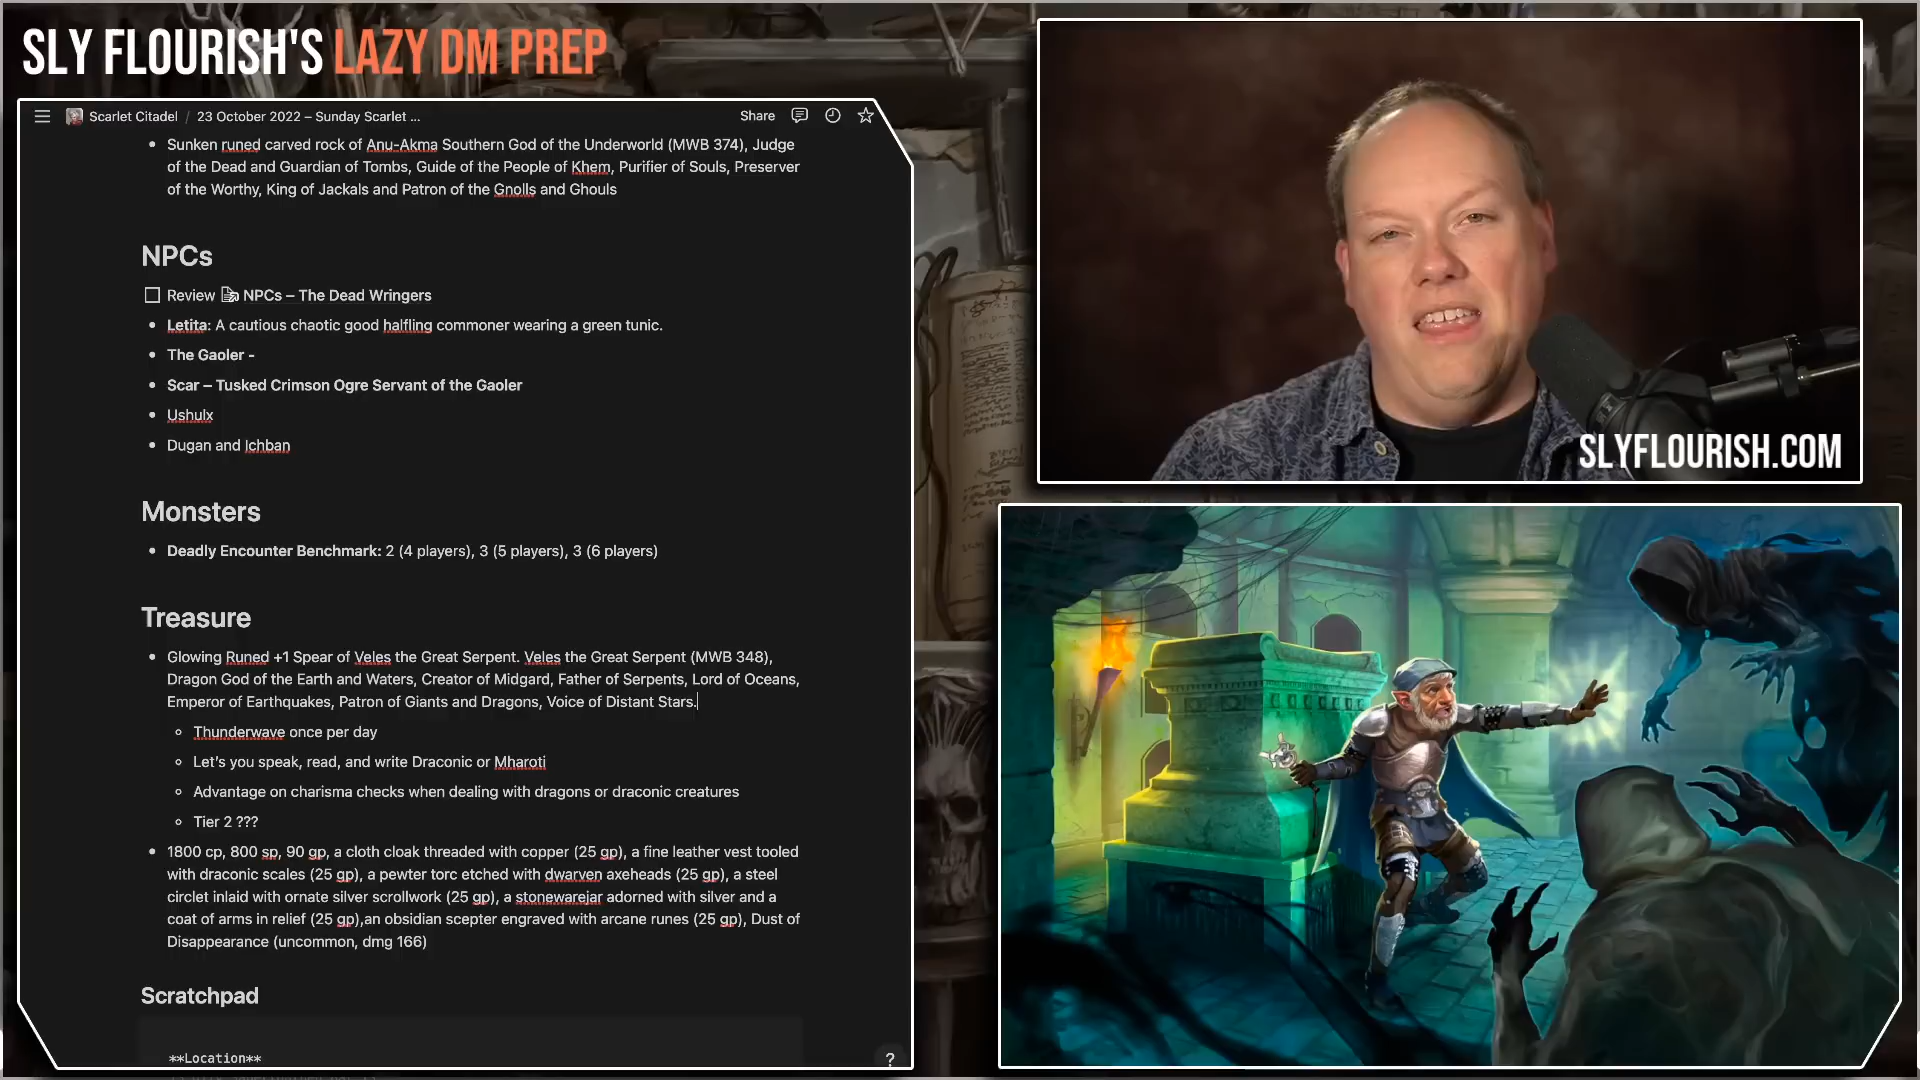 SLY FLOURISH'S LAZY DM PREP
Scarlet Citadel / 23 October 2022 – Sunday Scarlet ...
Share
Sunken runed carved rock of Anu-Akma Southern God of the Underworld (MWB 374), Judge
of the Dead and Guardian of Tombs, Guide of the People of Khem, Purifier of Souls, Preserver
of the Worthy, King of Jackals and Patron of the Gnolls and Ghouls
NPCs
Review NPCs – The Dead Wringers
Letita: A cautious chaotic good halfling commoner wearing a green tunic.
The Gaoler -
Scar – Tusked Crimson Ogre Servant of the Gaoler
Ushulx
Dugan and Ichban
Monsters
Deadly Encounter Benchmark: 2 (4 players), 3 (5 players), 3 (6 players)
Treasure
Glowing Runed +1 Spear of Veles the Great Serpent. Veles the Great Serpent (MWB 348),
Dragon God of the Earth and Waters, Creator of Midgard, Father of Serpents, Lord of Oceans,
Emperor of Earthquakes, Patron of Giants and Dragons, Voice of Distant Stars.
Thunderwave once per day
Let's you speak, read, and write Draconic or Mharoti
Advantage on charisma checks when dealing with dragons or draconic creatures
Tier 2 ???
1800 cp, 800 sp, 90 gp, a cloth cloak threaded with copper (25 gp), a fine leather vest tooled
with draconic scales (25 gp), a pewter torc etched with dwarven axeheads (25 gp), a steel
circlet inlaid with ornate silver scrollwork (25 gp), a stonewarejar adorned with silver and a
coat of arms in relief (25 gp),an obsidian scepter engraved with arcane runes (25 gp), Dust of
Disappearance (uncommon, dmg 166)
Scratchpad
**Location**
?
SLYFLOURISH.COM